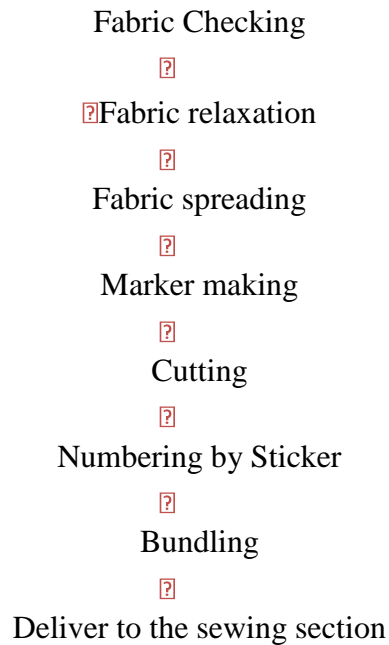 Fabric Checking
Fabric relaxation
Fabric spreading
Marker making
Cutting
Numbering by Sticker
Bundling
Deliver to the sewing section